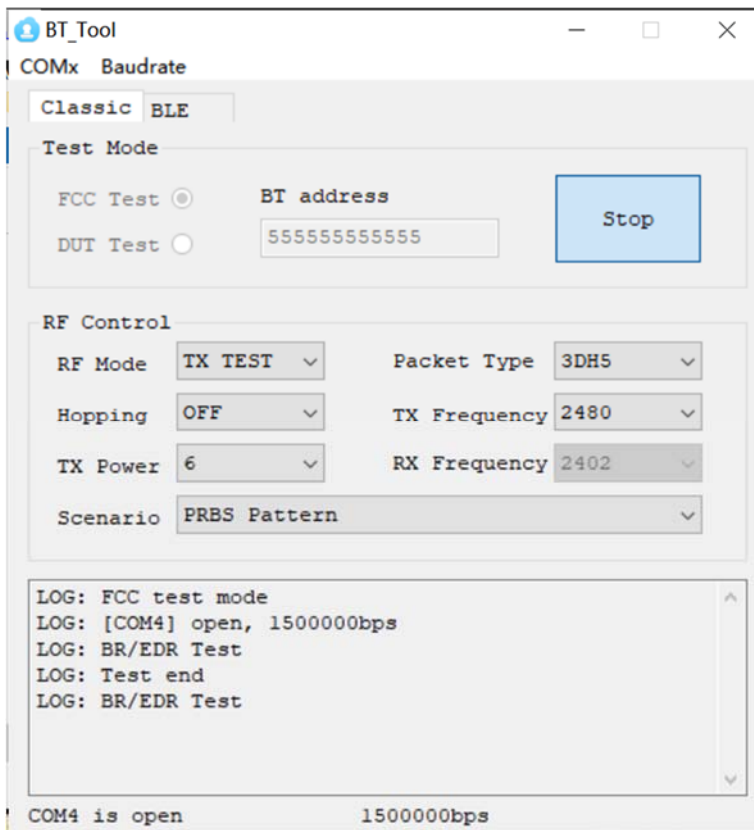 BT_Tool
COMx Baudrate
Classic BLE
Test Mode
FCC Test BT address
555555555555
Stop
DUT Test
RF Control
RF Mode TX TEST Packet Type 3DH5
Hopping OFF TX Frequency 2480
TX Power 6 RX Frequency 2402
Scenario PRBS Pattern
LOG: FCC test mode
LOG: [COM4] open, 1500000bps
LOG: BR/EDR Test
LOG: Test end
LOG: BR/EDR Test
COM4 is open 1500000bps